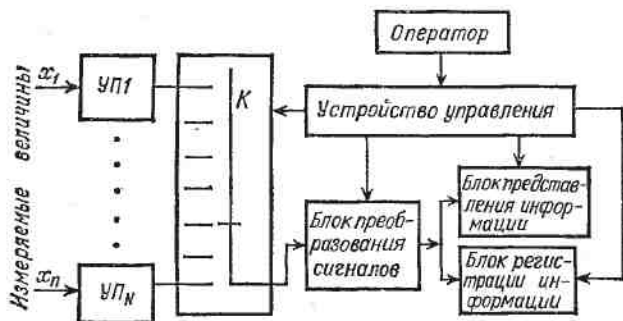 Оператор
Устройство управления
Измеряемые величины
x1
УП1
K
xn
УПN
Блок преоб-
разования
сигналов
Блок представ-
ления инфор-
мации
Блок регис-
трации ин-
формации